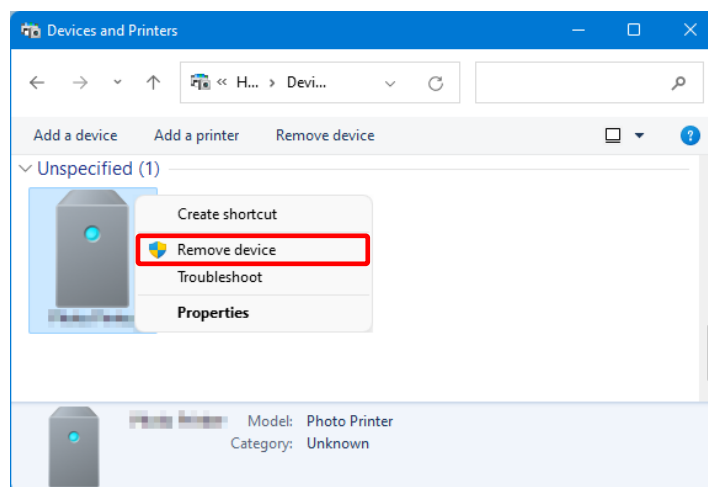 Devices and Printers
« H... › Devi...
Add a device Add a printer Remove device
Unspecified (1)
Create shortcut
Remove device
Troubleshoot
Properties
Model: Photo Printer
Category: Unknown